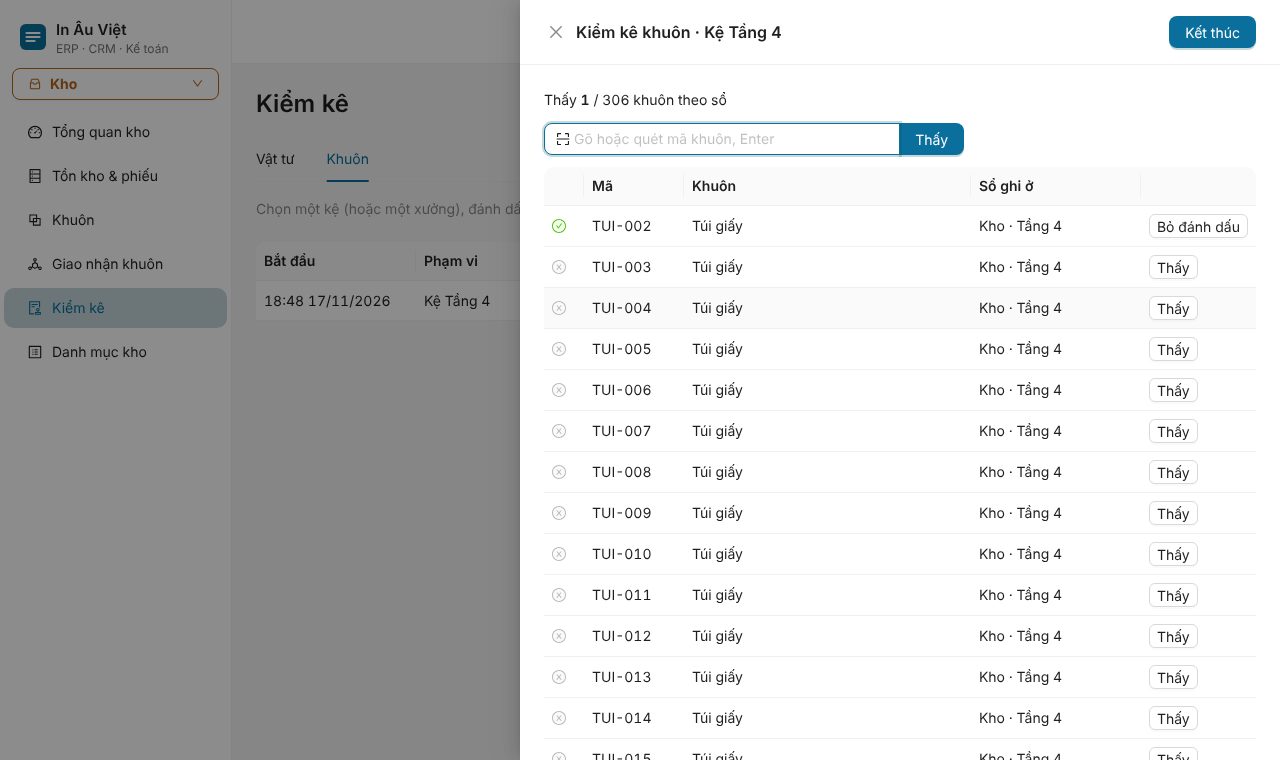 In Âu Việt
ERP · CRM · Kế toán
Kho
Tổng quan kho
Tồn kho & phiếu
Khuôn
Giao nhận khuôn
Kiểm kê
Danh mục kho
Kiểm kê
Vật tư Khuôn
Chọn một kệ (hoặc một xưởng), đánh dấ
Bắt đầu Phạm vi
18:48 17/11/2026 Kệ Tầng 4
Kiểm kê khuôn · Kệ Tầng 4 Kết thúc
Thấy 1 / 306 khuôn theo sổ
Gõ hoặc quét mã khuôn, Enter Thấy
Mã Khuôn Sổ ghi ở
TUI-002 Túi giấy Kho · Tầng 4 Bỏ đánh dấu
TUI-003 Túi giấy Kho · Tầng 4 Thấy
TUI-004 Túi giấy Kho · Tầng 4 Thấy
TUI-005 Túi giấy Kho · Tầng 4 Thấy
TUI-006 Túi giấy Kho · Tầng 4 Thấy
TUI-007 Túi giấy Kho · Tầng 4 Thấy
TUI-008 Túi giấy Kho · Tầng 4 Thấy
TUI-009 Túi giấy Kho · Tầng 4 Thấy
TUI-010 Túi giấy Kho · Tầng 4 Thấy
TUI-011 Túi giấy Kho · Tầng 4 Thấy
TUI-012 Túi giấy Kho · Tầng 4 Thấy
TUI-013 Túi giấy Kho · Tầng 4 Thấy
TUI-014 Túi giấy Kho · Tầng 4 Thấy
TUI-015 Túi giấy Kho · Tầng 4 Thấy